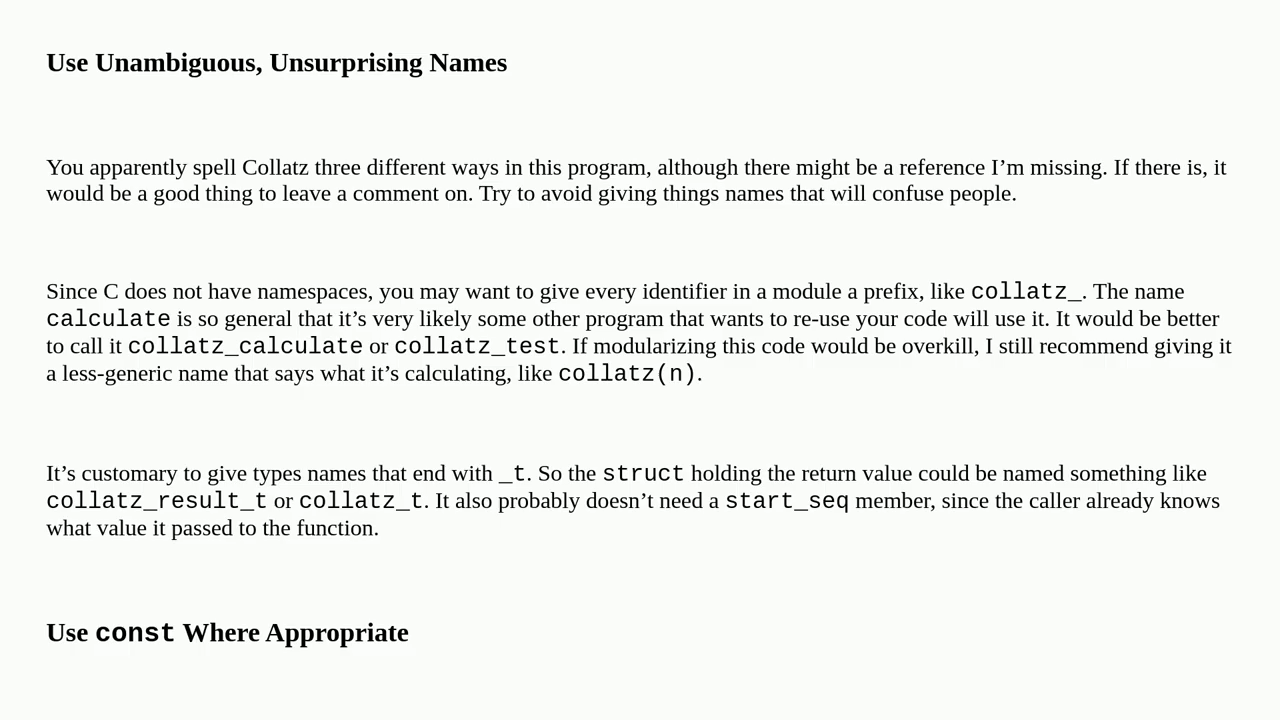 Use Unambiguous, Unsurprising Names
You apparently spell Collatz three different ways in this program, although there might be a reference I’m missing. If there is, it
would be a good thing to leave a comment on. Try to avoid giving things names that will confuse people.
Since C does not have namespaces, you may want to give every identifier in a module a prefix, like collatz_. The name
calculate is so general that it’s very likely some other program that wants to re-use your code will use it. It would be better
to call it collatz_calculate or collatz_test. If modularizing this code would be overkill, I still recommend giving it
a less-generic name that says what it’s calculating, like collatz(n).
It’s customary to give types names that end with _t. So the struct holding the return value could be named something like
collatz_result_t or collatz_t. It also probably doesn’t need a start_seq member, since the caller already knows
what value it passed to the function.
Use const Where Appropriate